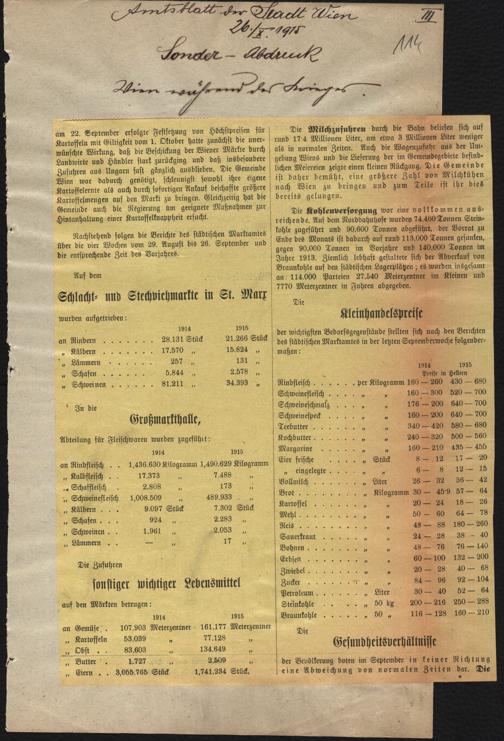 Amtsblatt der Stadt Wien
III
26./X. 1915
114
Sonder - Abdruck
Wien während des Krieges.
am 22. September erfolgte Festsetzung von Höchstpreisen für
Kartoffeln mit Giltigkeit vom 1. Oktober hatte zunächst die uner-
wünschte Wirkung, daß die Beschickung der Wiener Märkte durch
Landwirte und Händler stark zurückging und daß insbesondere
Zufuhren aus Ungarn fast gänzlich ausblieben. Die Gemeinde
Wien war dadurch genötigt, schleunigst sowohl ihre eigene
Kartoffelernte als auch durch sofortigen Ankauf beschaffte größere
Kartoffelmengen auf den Markt zu bringen. Gleichzeitig hat die
Gemeinde auch die Regierung um geeignete Maßnahmen zur
Hintanhaltung einer Kartoffelknappheit ersucht.
Nachstehend folgen die Berichte des städtischen Marktamtes
über die vier Wochen vom 29. August bis 26. September und
die entsprechende Zeit des Vorjahres.
Auf dem
Schlacht- und Stechviehmarkte in St. Marx
wurden aufgetrieben:
1914 1915
an Rindern . . . . . . . . 28.131 Stück 21.266 Stück
„ Kälbern . . . . . . . . 17.570 „ 15.824 „
„ Lämmern . . . . . . . . 257 „ 131 „
„ Schafen . . . . . . . . 5.844 „ 2.578 „
„ Schweinen . . . . . . . 81.211 „ 34.393 „
In die
Großmarkthalle,
Abteilung für Fleischwaren wurden zugeführt:
1914 1915
an Rindfleisch . . 1,436.630 Kilogramm 1,490.629 Kilogramm
„ Kalbfleisch . . . 17.373 „ 7.488 „
„ Schaffleisch . . . 2.808 „ 173 „
„ Schweinefleisch 1,008.509 „ 489.933 „
„ Kälbern . . . . 9.097 Stück 7.302 Stück
„ Schafen . . . . 924 „ 2.283 „
„ Schweinen . . . 1.961 „ 2.053 „
„ Lämmern . . . — „ 17 „
Die Zufuhren
sonstiger wichtiger Lebensmittel
auf den Märkten betrugen:
1914 1915
an Gemüse . 107.903 Meterzentner 161.177 Meterzentner
„ Kartoffeln 53.039 „ 77.128 „
„ Obst . . . 83.603 „ 134.649 „
„ Butter . . 1.727 „ 2.509 „
„ Eiern . . 3,055.765 Stück 1,741.234 Stück.
Die Milchzufuhren durch die Bahn beliefen sich auf
rund 17·4 Millionen Liter, um etwa 3 Millionen Liter weniger
als in normalen Zeiten. Auch die Wagenzufuhr aus der Um-
gebung Wiens und die Lieferung der im Gemeindegebiete befind-
lichen Meiereien zeigten einen kleinen Rückgang. Die Gemeinde
ist daher bemüht, eine größere Zahl von Milchkühen
nach Wien zu bringen und zum Teile ist ihr dies
bereits gelungen.
Die Kohlenversorgung war eine vollkommen aus-
reichende. Auf dem Nordbahnhofe wurden 74.400 Tonnen Stein-
kohle zugeführt und 90.600 Tonnen abgeführt, der Vorrat zu
Ende des Monats ist dadurch auf rund 113.000 Tonnen gesunken,
gegen 90.000 Tonnen im Vorjahre und 140.000 Tonnen im
Jahre 1913. Ziemlich lebhaft gestaltete sich der Abverkauf von
Braunkohle auf den städtischen Lagerplätzen; es wurden insgesamt
an 114.000 Parteien 27.540 Meterzentner in Kleinen und
7770 Meterzentner in Fuhren abgegeben.
Die
Kleinhandelspreise
der wichtigsten Bedarfsgegenstände stellten sich nach den Berichten
des städtischen Marktamtes in der letzten Septemberwoche folgender-
maßen:
1914 1915
Preise in Hellern
Rindfleisch . . . . . per Kilogramm 160 — 260 430 — 680
Schweinefleisch . . . . „ „ 160 — 300 520 — 700
Schweineschmalz . . . . „ „ 176 — 200 640 — 700
Schweinespeck . . . . „ „ 160 — 200 640 — 700
Teebutter . . . . . „ „ 340 — 420 580 — 680
Kochbutter . . . . . „ „ 240 — 320 500 — 560
Margarine . . . . . „ „ 160 — 210 435 — 455
Eier frische . . . . . „ Stück 8 — 12 17 — 20
„ eingelegte . . . . „ „ 6 — 8 12 — 15
Vollmilch . . . . . „ Liter 26 — 32 36 — 42
Brot . . . . . . „ Kilogramm 30 — 45·9 57 — 64
Kartoffel . . . . . „ „ 20 — 24 18 — 26
Mehl . . . . . . „ „ 50 — 60 64 — 78
Reis . . . . . . „ „ 48 — 88 180 — 260
Sauerkraut . . . . . „ „ 24 — 28 38 — 40
Bohnen . . . . . . „ „ 48 — 76 76 — 140
Erbsen . . . . . . „ „ 60 — 100 132 — 200
Zwiebel . . . . . . „ „ 20 — 28 40 — 68
Zucker . . . . . . „ „ 84 — 96 92 — 104
Petroleum . . . . . „ Liter 30 — 40 52 — 64
Steinkohle . . . . . „ 50 kg 200 — 216 250 — 288
Braunkohle . . . . . „ 50 „ 116 — 128 160 — 210
Die
Gesundheitsverhältnisse
der Bevölkerung boten im September in keiner Richtung
eine Abweichung von normalen Zeiten dar. Die